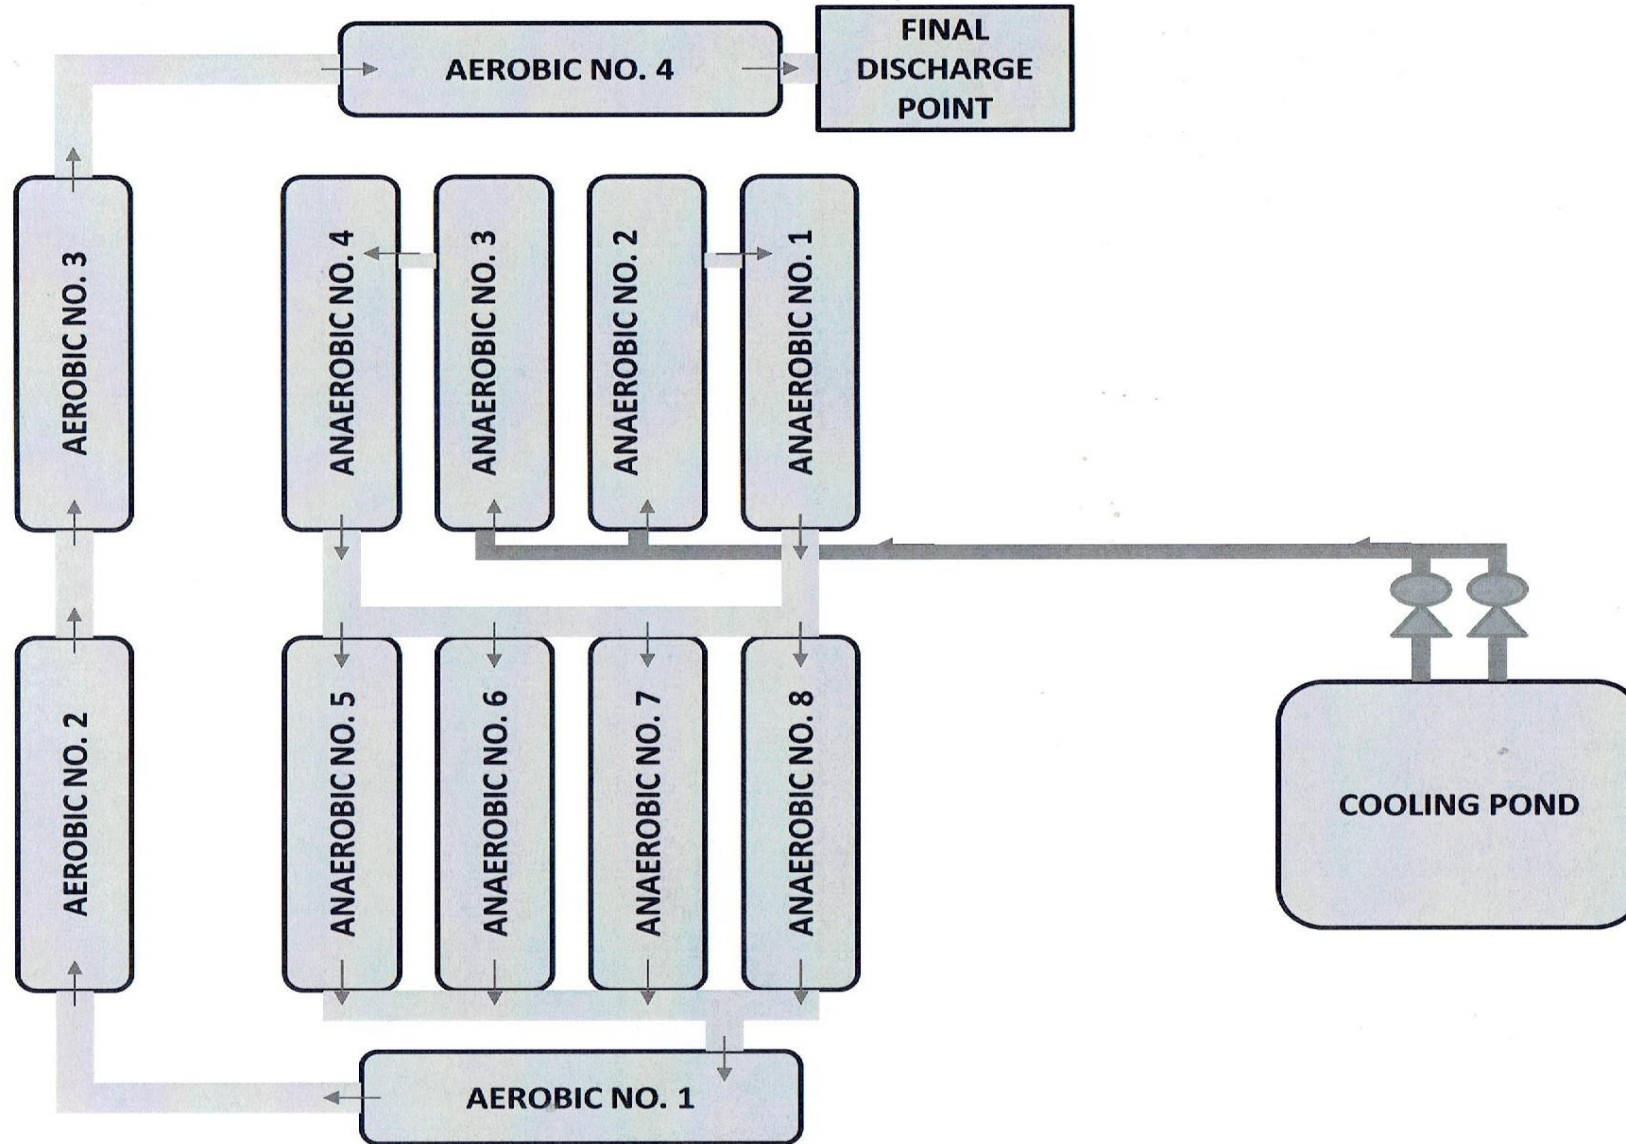 AEROBIC NO. 4
FINAL
DISCHARGE
POINT
AEROBIC NO. 3
ANAEROBIC NO. 4
ANAEROBIC NO. 3
ANAEROBIC NO. 2
ANAEROBIC NO. 1
AEROBIC NO. 2
ANAEROBIC NO. 5
ANAEROBIC NO. 6
ANAEROBIC NO. 7
ANAEROBIC NO. 8
COOLING POND
AEROBIC NO. 1